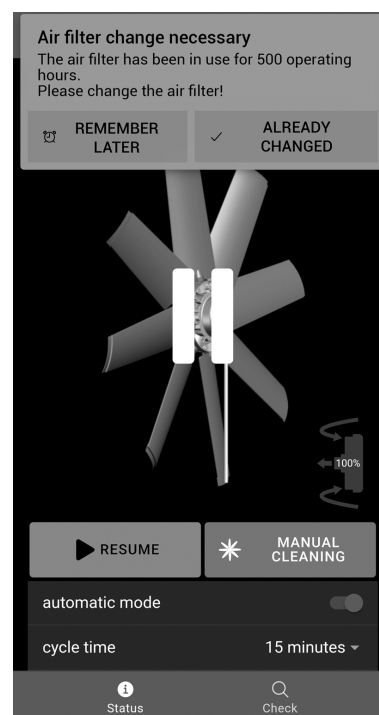 Air filter change necessary
The air filter has been in use for 500 operating
hours.
Please change the air filter!
REMEMBER
LATER
ALREADY
CHANGED
100%
RESUME
MANUAL
CLEANING
automatic mode
cycle time
15 minutes
Status
Check